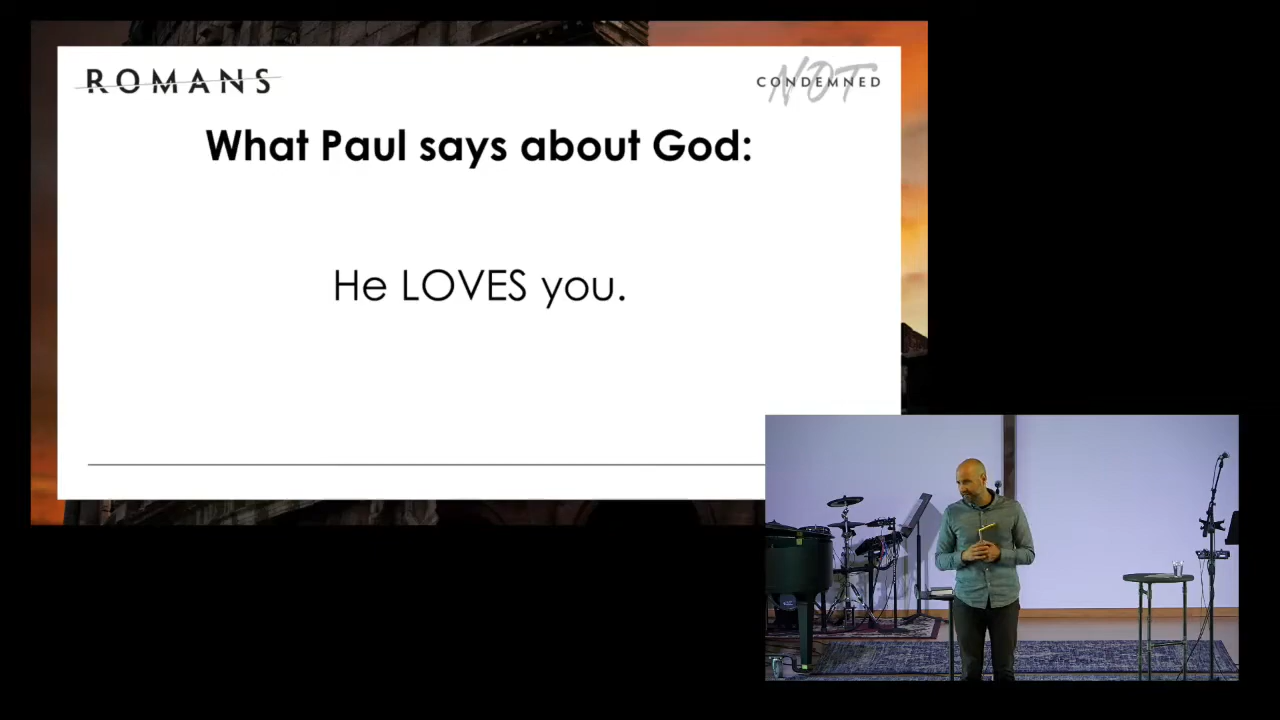 ROMANS
NOT
CONDEMNED
What Paul says about God:
He LOVES you.